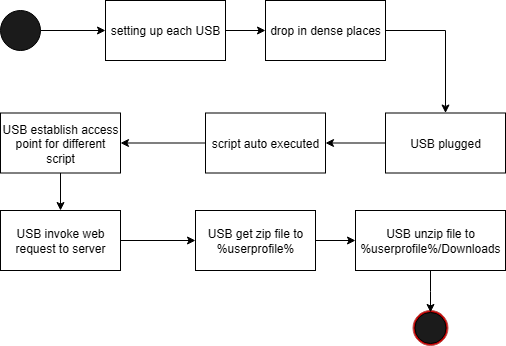 setting up each USB
drop in dense places
USB plugged
script auto executed
USB establish access
point for different
script
USB invoke web
request to server
USB get zip file to
%userprofile%
USB unzip file to
%userprofile%/Downloads